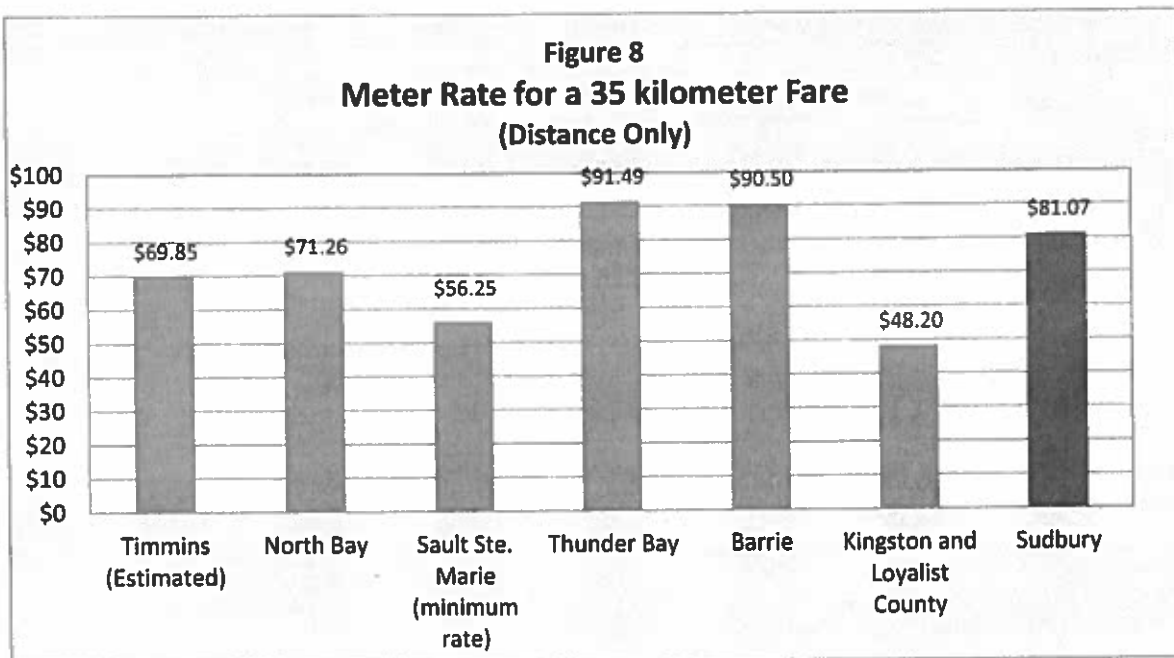 Figure 8
Meter Rate for a 35 kilometer Fare
(Distance Only)
$100
$90
$80
$70
$60
$50
$40
$30
$20
$10
$0
$69.85
$71.26
$56.25
$91.49
$90.50
$48.20
$81.07
Timmins
(Estimated)
North Bay
Sault Ste.
Marie
(minimum
rate)
Thunder Bay
Barrie
Kingston and
Loyalist
County
Sudbury